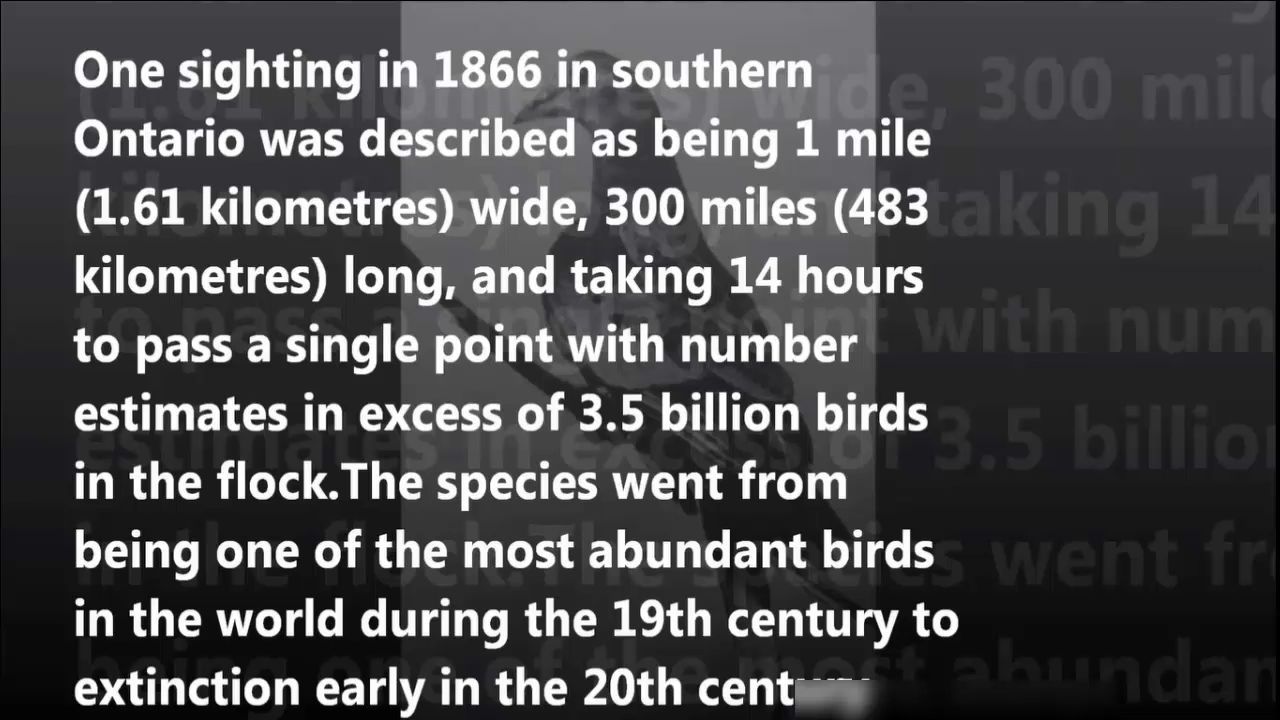 One sighting in 1866 in southern
Ontario was described as being 1 mile
(1.61 kilometres) wide, 300 miles (483
kilometres) long, and taking 14 hours
to pass a single point with number
estimates in excess of 3.5 billion birds
in the flock.The species went from
being one of the most abundant birds
in the world during the 19th century to
extinction early in the 20th